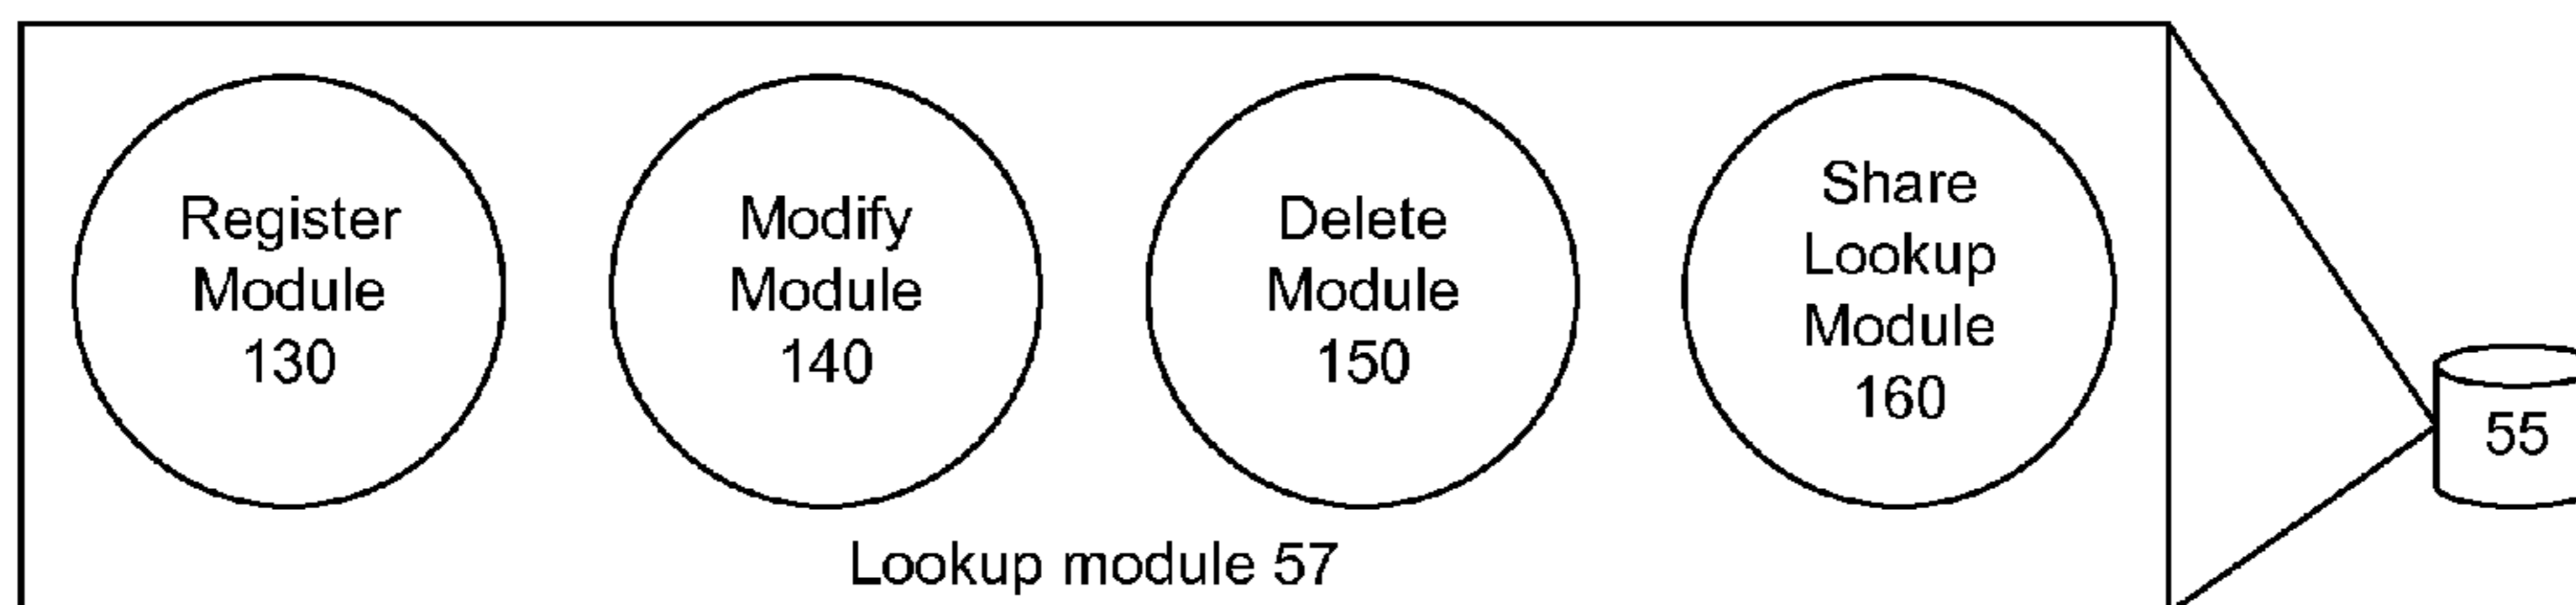 Register
Module
130
Modify
Module
140
Delete
Module
150
Share
Lookup
Module
160
55
Lookup module 57